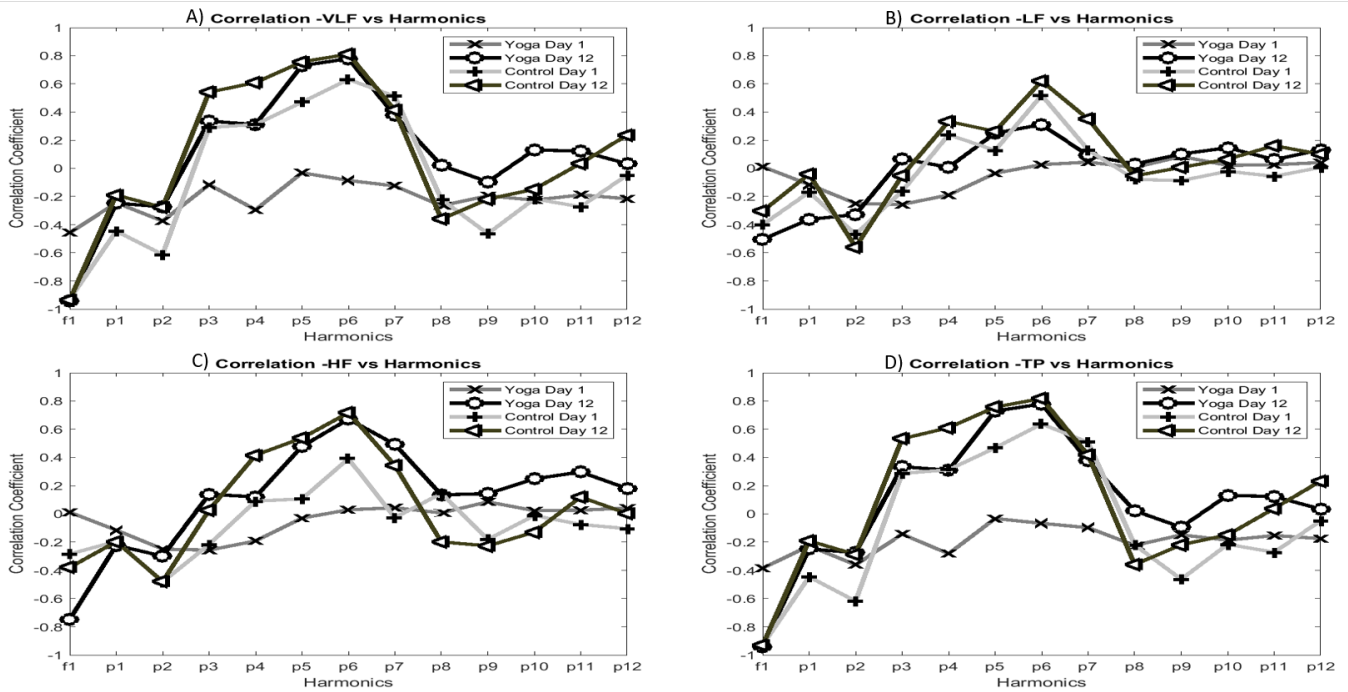 A) Correlation -VLF vs Harmonics
1
0.8
0.6
0.4
0.2
0
-0.2
-0.4
-0.6
-0.8
-1
Correlation Coefficient
Yoga Day 1
Yoga Day 12
Control Day 1
Control Day 12
f1 p1 p2 p3 p4 p5 p6 p7 p8 p9 p10 p11 p12
Harmonics
B) Correlation -LF vs Harmonics
1
0.8
0.6
0.4
0.2
0
-0.2
-0.4
-0.6
-0.8
-1
Correlation Coefficient
Yoga Day 1
Yoga Day 12
Control Day 1
Control Day 12
f1 p1 p2 p3 p4 p5 p6 p7 p8 p9 p10 p11 p12
Harmonics
C) Correlation -HF vs Harmonics
1
0.8
0.6
0.4
0.2
0
-0.2
-0.4
-0.6
-0.8
-1
Correlation Coefficient
Yoga Day 1
Yoga Day 12
Control Day 1
Control Day 12
f1 p1 p2 p3 p4 p5 p6 p7 p8 p9 p10 p11 p12
Harmonics
D) Correlation -TP vs Harmonics
1
0.8
0.6
0.4
0.2
0
-0.2
-0.4
-0.6
-0.8
-1
Correlation Coefficient
Yoga Day 1
Yoga Day 12
Control Day 1
Control Day 12
f1 p1 p2 p3 p4 p5 p6 p7 p8 p9 p10 p11 p12
Harmonics